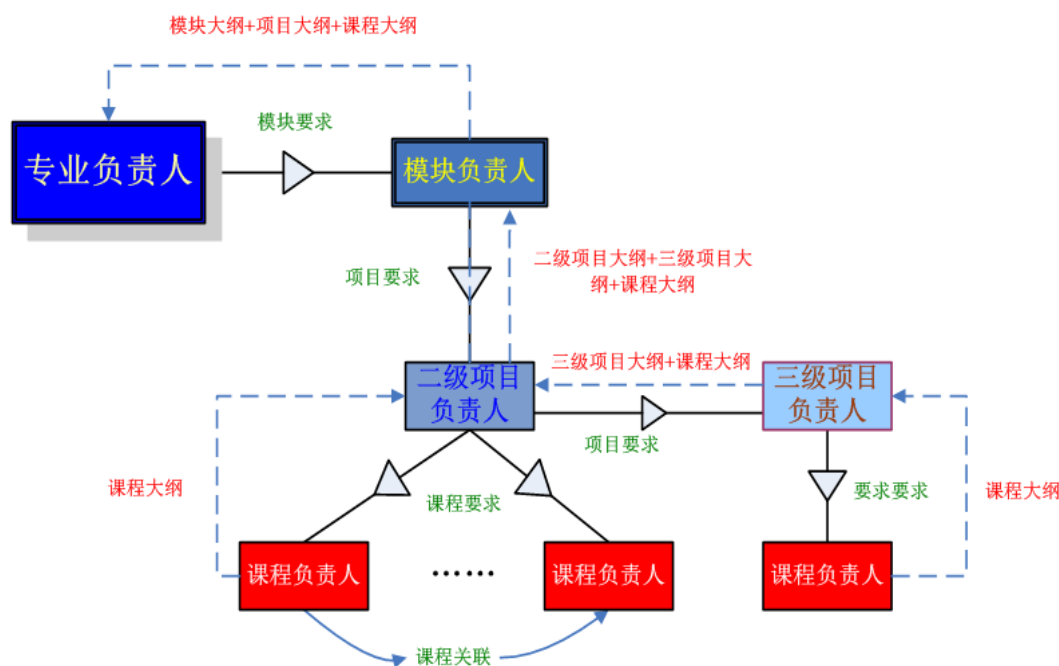 模块大纲+项目大纲+课程大纲
模块要求
专业负责人
模块负责人
项目要求
二级项目大纲+三级项目大
纲+课程大纲
三级项目大纲+课程大纲
二级项目
负责人
三级项目
负责人
项目要求
课程大纲
课程要求
要求要求
课程大纲
课程负责人
……
课程负责人
课程负责人
课程关联